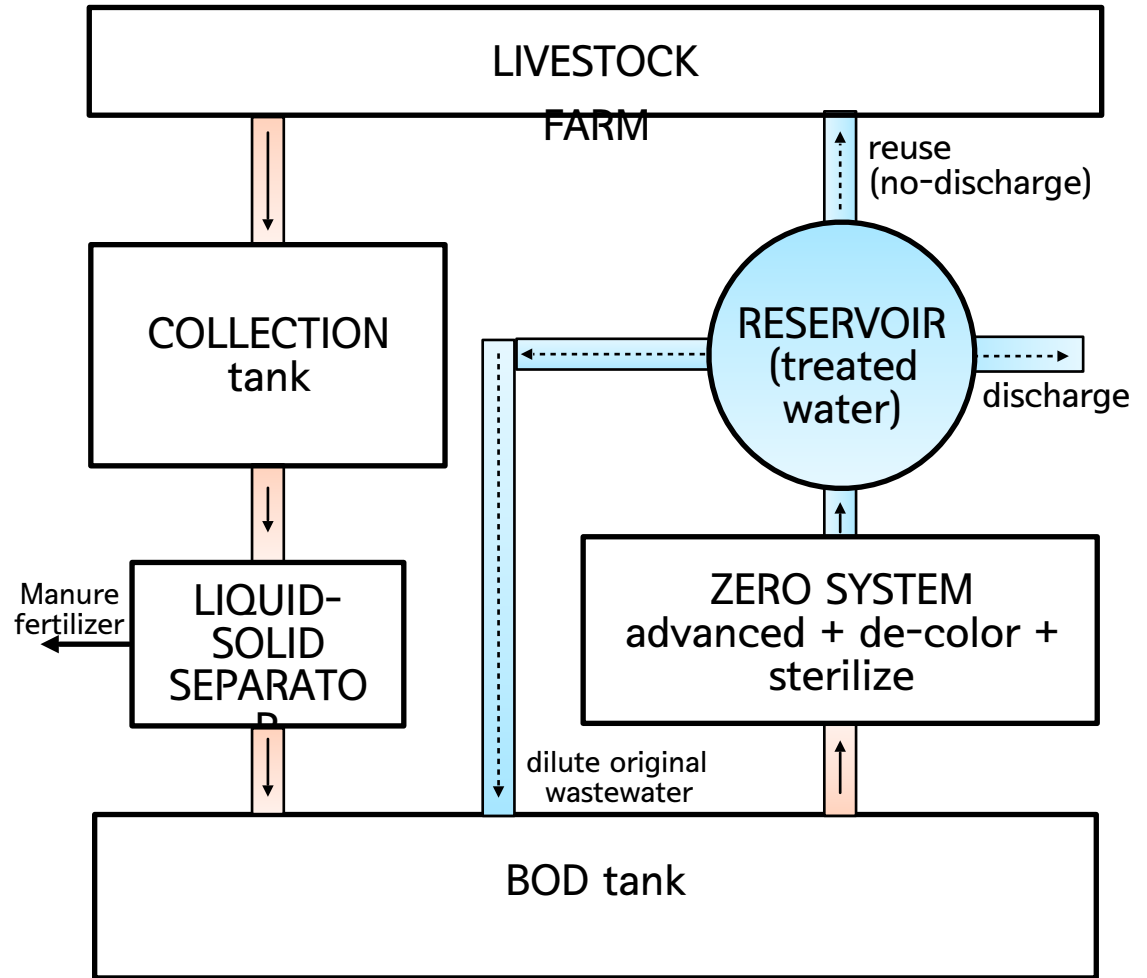 LIVESTOCK
FARM
reuse
(no-discharge)
COLLECTION
tank
RESERVOIR
(treated
water)
discharge
Manure
fertilizer
LIQUID-
SOLID
SEPARATO
R
ZERO SYSTEM
advanced + de-color +
sterilize
dilute original
wastewater
BOD tank